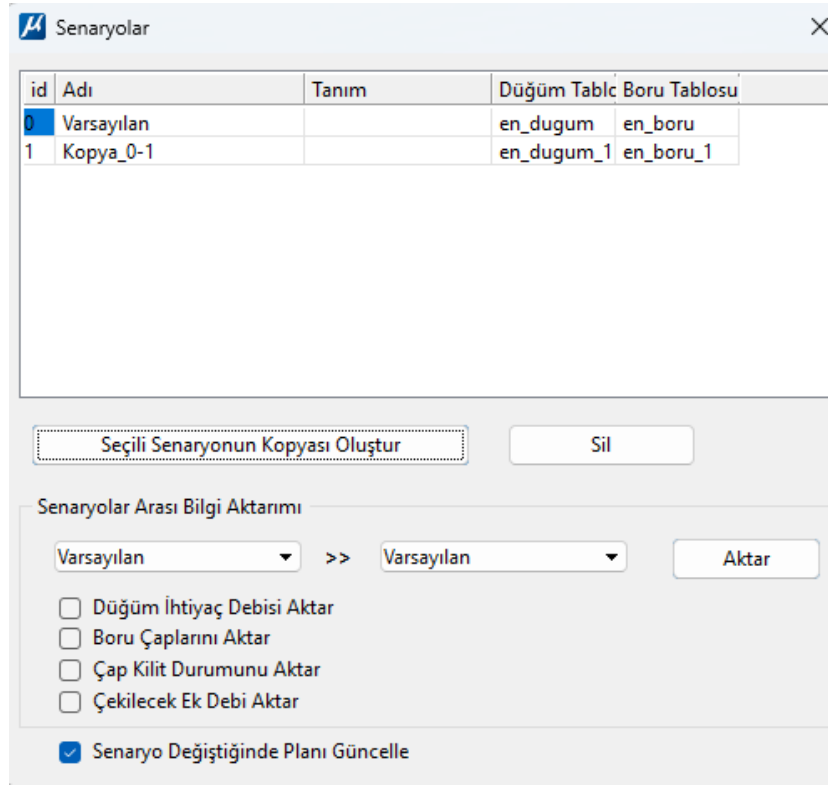 Senaryolar
id Adı Tanım Düğüm Tablo Boru Tablosu
0 Varsayılan en_dugum en_boru
1 Kopya_0-1 en_dugum_1 en_boru_1
Seçili Senaryonun Kopyası Oluştur Sil
Senaryolar Arası Bilgi Aktarımı
Varsayılan >> Varsayılan Aktar
Düğüm İhtiyaç Debisi Aktar
Boru Çaplarını Aktar
Çap Kilit Durumunu Aktar
Çekilecek Ek Debi Aktar
Senaryo Değiştiğinde Planı Güncelle